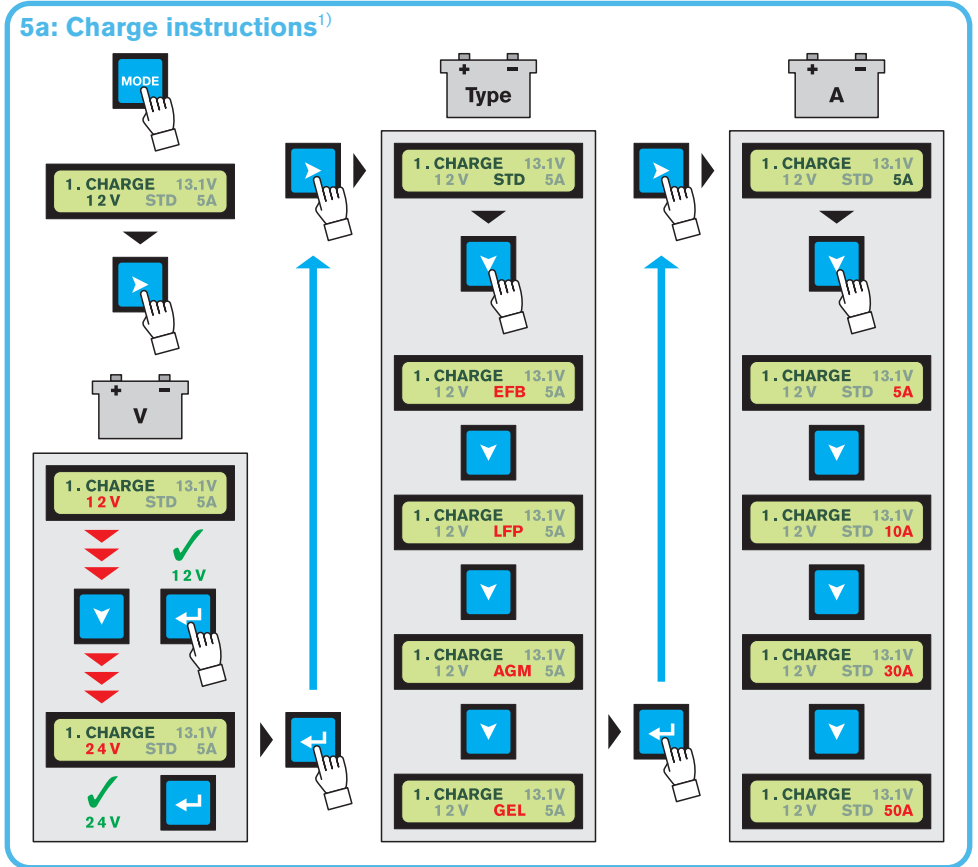 5a: Charge instructions1)
MODE
1. CHARGE 13.1V
12V STD 5A
+ -
V
1. CHARGE 13.1V
12V STD 5A
12V
1. CHARGE 13.1V
24V STD 5A
24V
+ -
Type
1. CHARGE 13.1V
12V STD 5A
1. CHARGE 13.1V
12V EFB 5A
1. CHARGE 13.1V
12V LFP 5A
1. CHARGE 13.1V
12V AGM 5A
1. CHARGE 13.1V
12V GEL 5A
+ -
A
1. CHARGE 13.1V
12V STD 5A
1. CHARGE 13.1V
12V STD 5A
1. CHARGE 13.1V
12V STD 10A
1. CHARGE 13.1V
12V STD 30A
1. CHARGE 13.1V
12V STD 50A